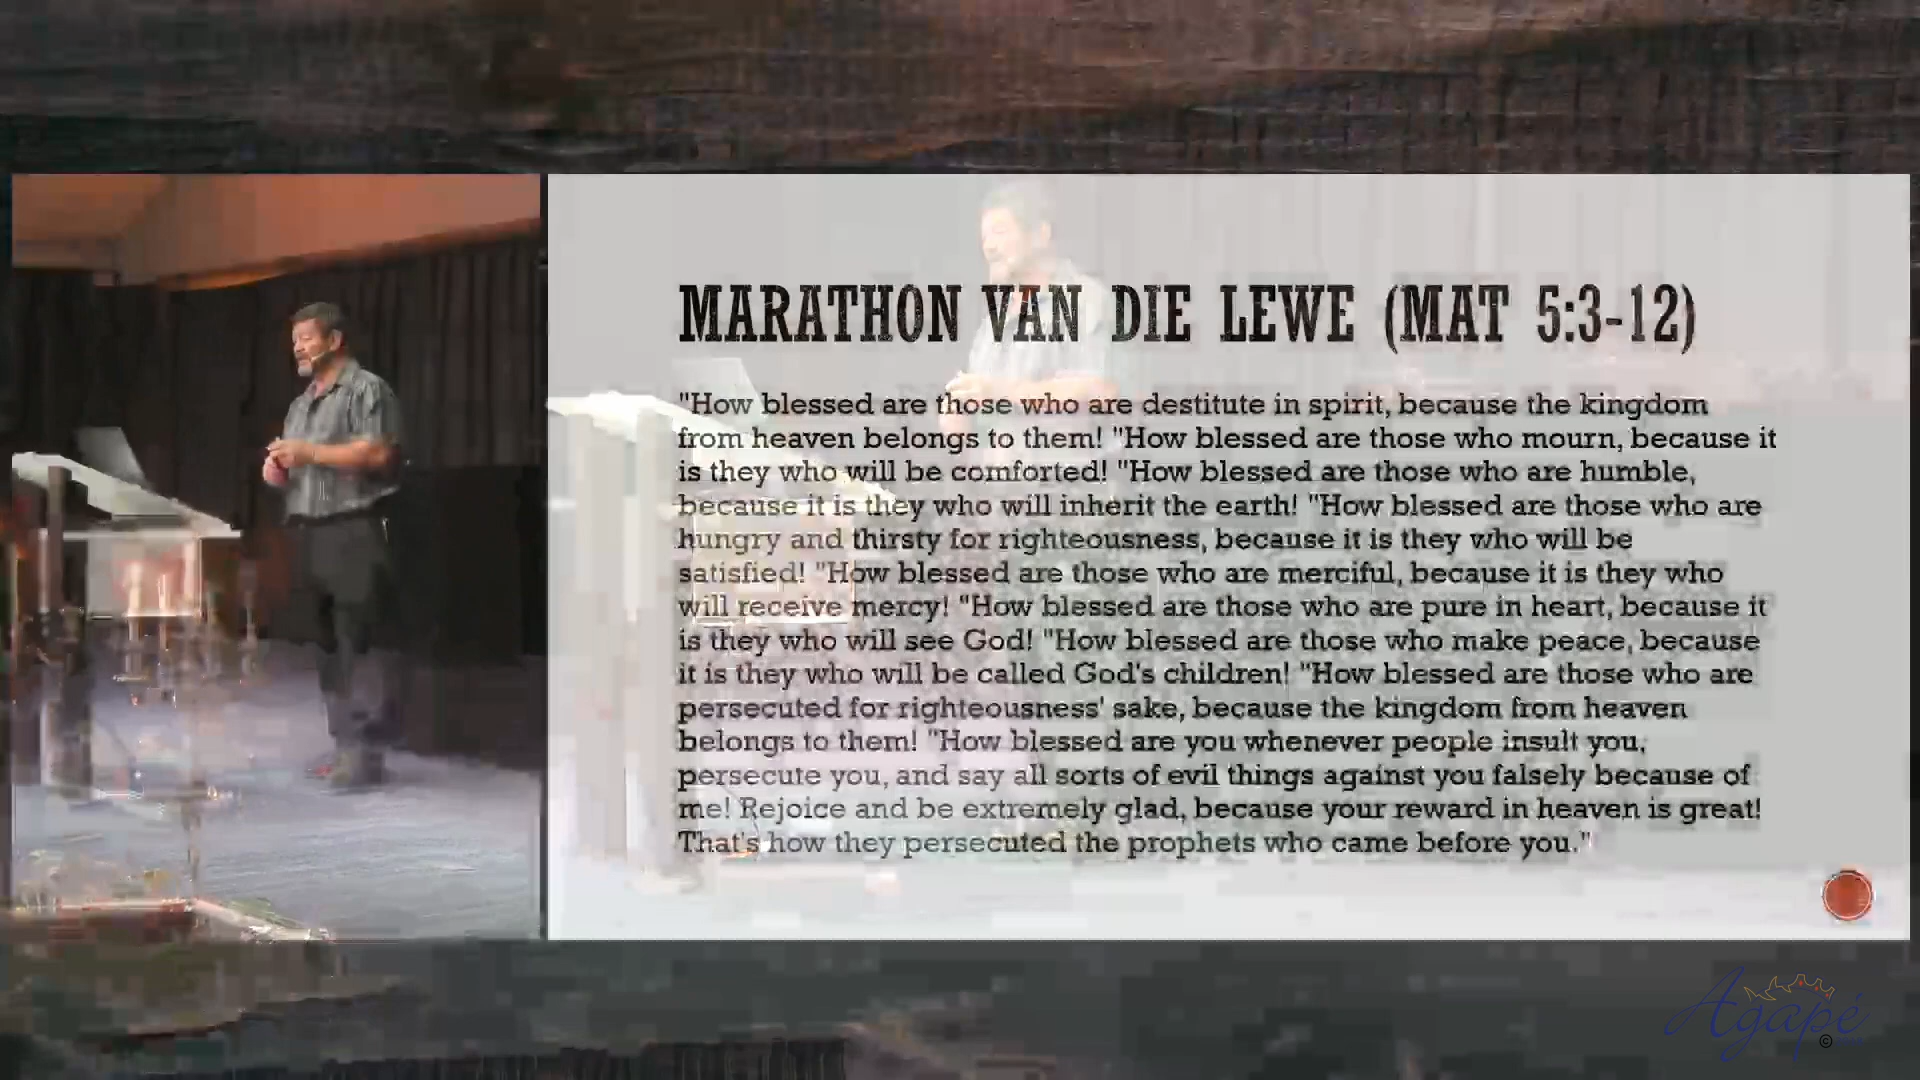 MARATHON VAN DIE LEWE (MAT 5:3-12)
"How blessed are those who are destitute in spirit, because the kingdom
from heaven belongs to them! "How blessed are those who mourn, because it
is they who will be comforted! "How blessed are those who are humble,
because it is they who will inherit the earth! "How blessed are those who are
hungry and thirsty for righteousness, because it is they who will be
satisfied! "How blessed are those who are merciful, because it is they who
will receive mercy! "How blessed are those who are pure in heart, because it
is they who will see God! "How blessed are those who make peace, because
it is they who will be called God's children! "How blessed are those who are
persecuted for righteousness' sake, because the kingdom from heaven
belongs to them! "How blessed are you whenever people insult you,
persecute you, and say all sorts of evil things against you falsely because of
me! Rejoice and be extremely glad, because your reward in heaven is great!
That's how they persecuted the prophets who came before you."
Agapé
©